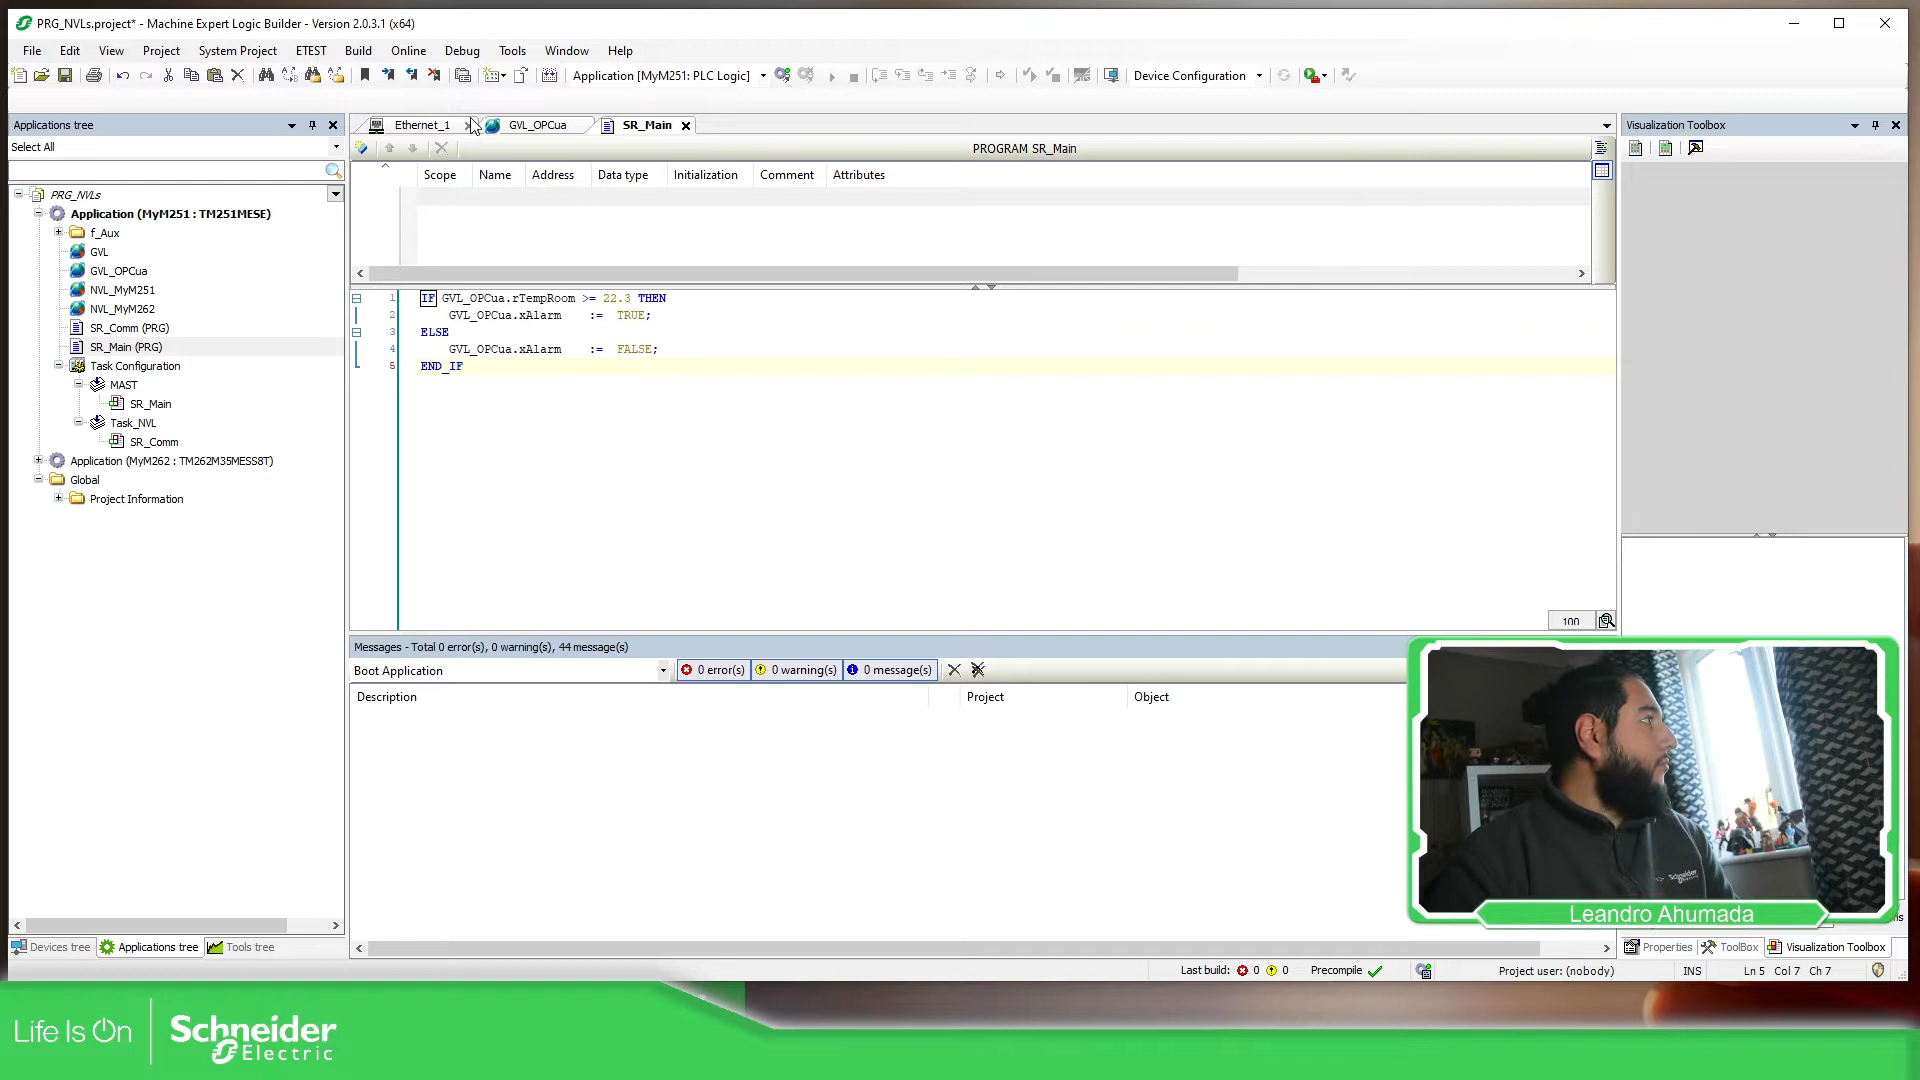 PRG_NVLs.project* - Machine Expert Logic Builder - Version 2.0.3.1 (x64)
File Edit View Project System Project ETEST Build Online Debug Tools Window Help
Application [MyM251: PLC Logic]
Device Configuration
Applications tree
Select All
PRG_NVLs
Application (MyM251 : TM251MESE)
f_Aux
GVL
GVL_OPCua
NVL_MyM251
NVL_MyM262
SR_Comm (PRG)
SR_Main (PRG)
Task Configuration
MAST
SR_Main
Task_NVL
SR_Comm
Application (MyM262 : TM262M35MESS8T)
Global
Project Information
Devices tree Applications tree Tools tree
Ethernet_1 GVL_OPCua SR_Main
PROGRAM SR_Main
Scope Name Address Data type Initialization Comment Attributes
1 IF GVL_OPCua.rTempRoom >= 22.3 THEN
2 GVL_OPCua.xAlarm := TRUE;
3 ELSE
4 GVL_OPCua.xAlarm := FALSE;
5 END_IF
100
Messages - Total 0 error(s), 0 warning(s), 44 message(s)
Boot Application 0 error(s) 0 warning(s) 0 message(s)
Description Project Object
Visualization Toolbox
Schneider Electric
Leandro Ahumada
Properties ToolBox Visualization Toolbox
Last build: 0 0 Precompile Project user: (nobody) INS Ln 5 Col 7 Ch 7
Life Is On
Schneider
Electric